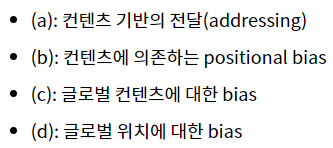 • (a): 컨텐츠 기반의 전달(addressing)
• (b): 컨텐츠에 의존하는 positional bias
• (c): 글로벌 컨텐츠에 대한 bias
• (d): 글로벌 위치에 대한 bias